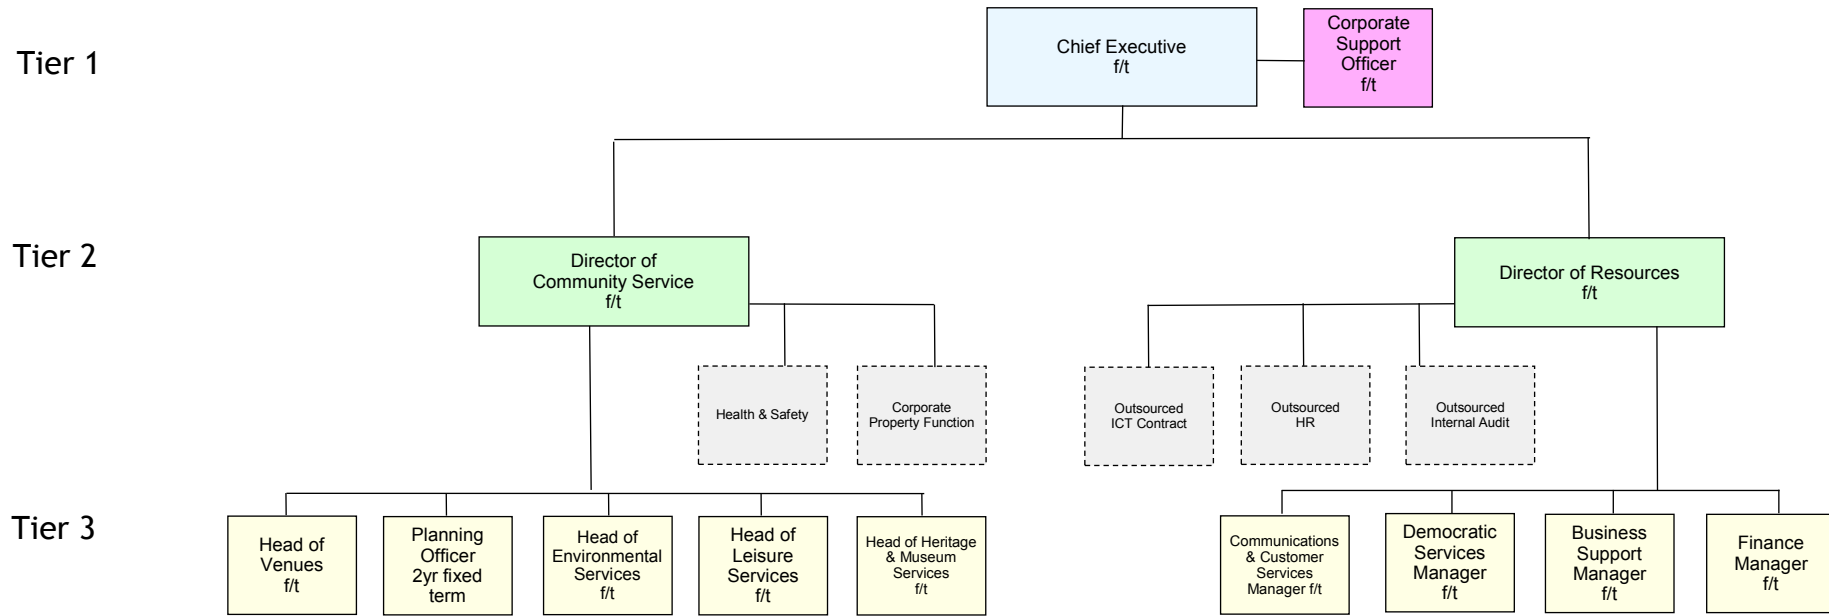 Tier 1
Chief Executive
f/t
Corporate
Support
Officer
f/t
Tier 2
Director of
Community Service
f/t
Director of Resources
f/t
Health & Safety
Corporate
Property Function
Outsourced
ICT Contract
Outsourced
HR
Outsourced
Internal Audit
Tier 3
Head of
Venues
f/t
Planning
Officer
2yr fixed
term
Head of
Environmental
Services
f/t
Head of
Leisure
Services
f/t
Head of Heritage
& Museum
Services
f/t
Communications
& Customer
Services
Manager f/t
Democratic
Services
Manager
f/t
Business
Support
Manager
f/t
Finance
Manager
f/t